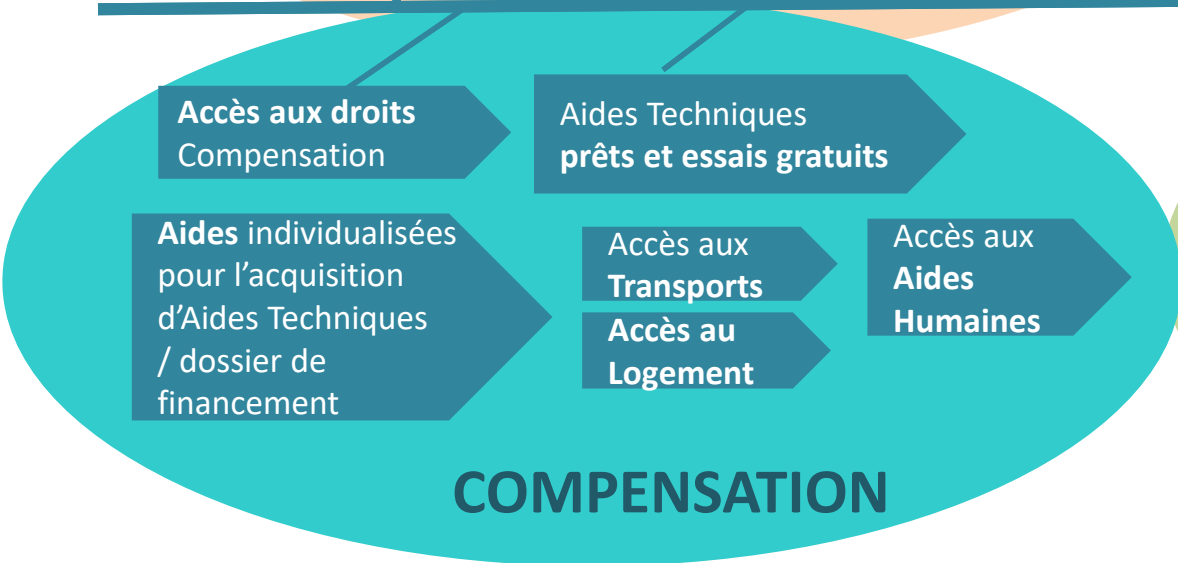 Accès aux droits
Compensation
Aides Techniques
prêts et essais gratuits
Aides individualisées
pour l’acquisition
d’Aides Techniques
/ dossier de
financement
Accès aux
Transports
Accès au
Logement
Accès aux
Aides
Humaines
COMPENSATION